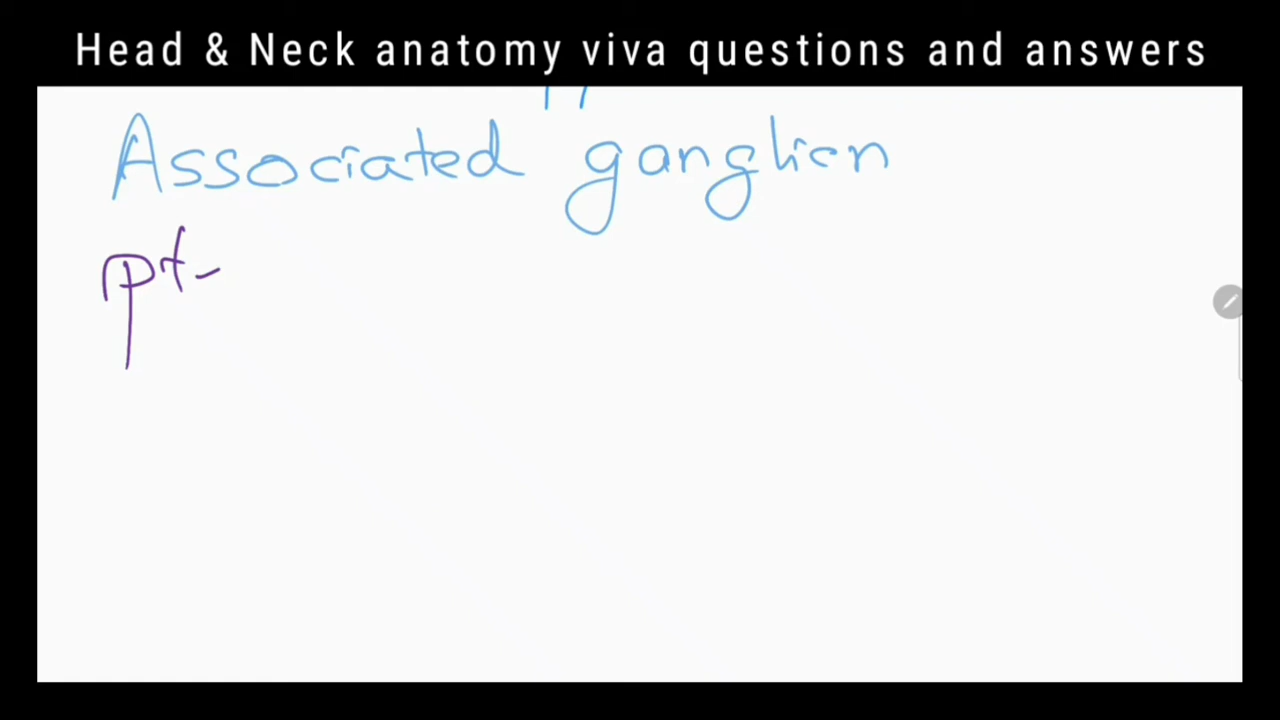 Head & Neck anatomy viva questions and answers
Associated ganglion
pt-